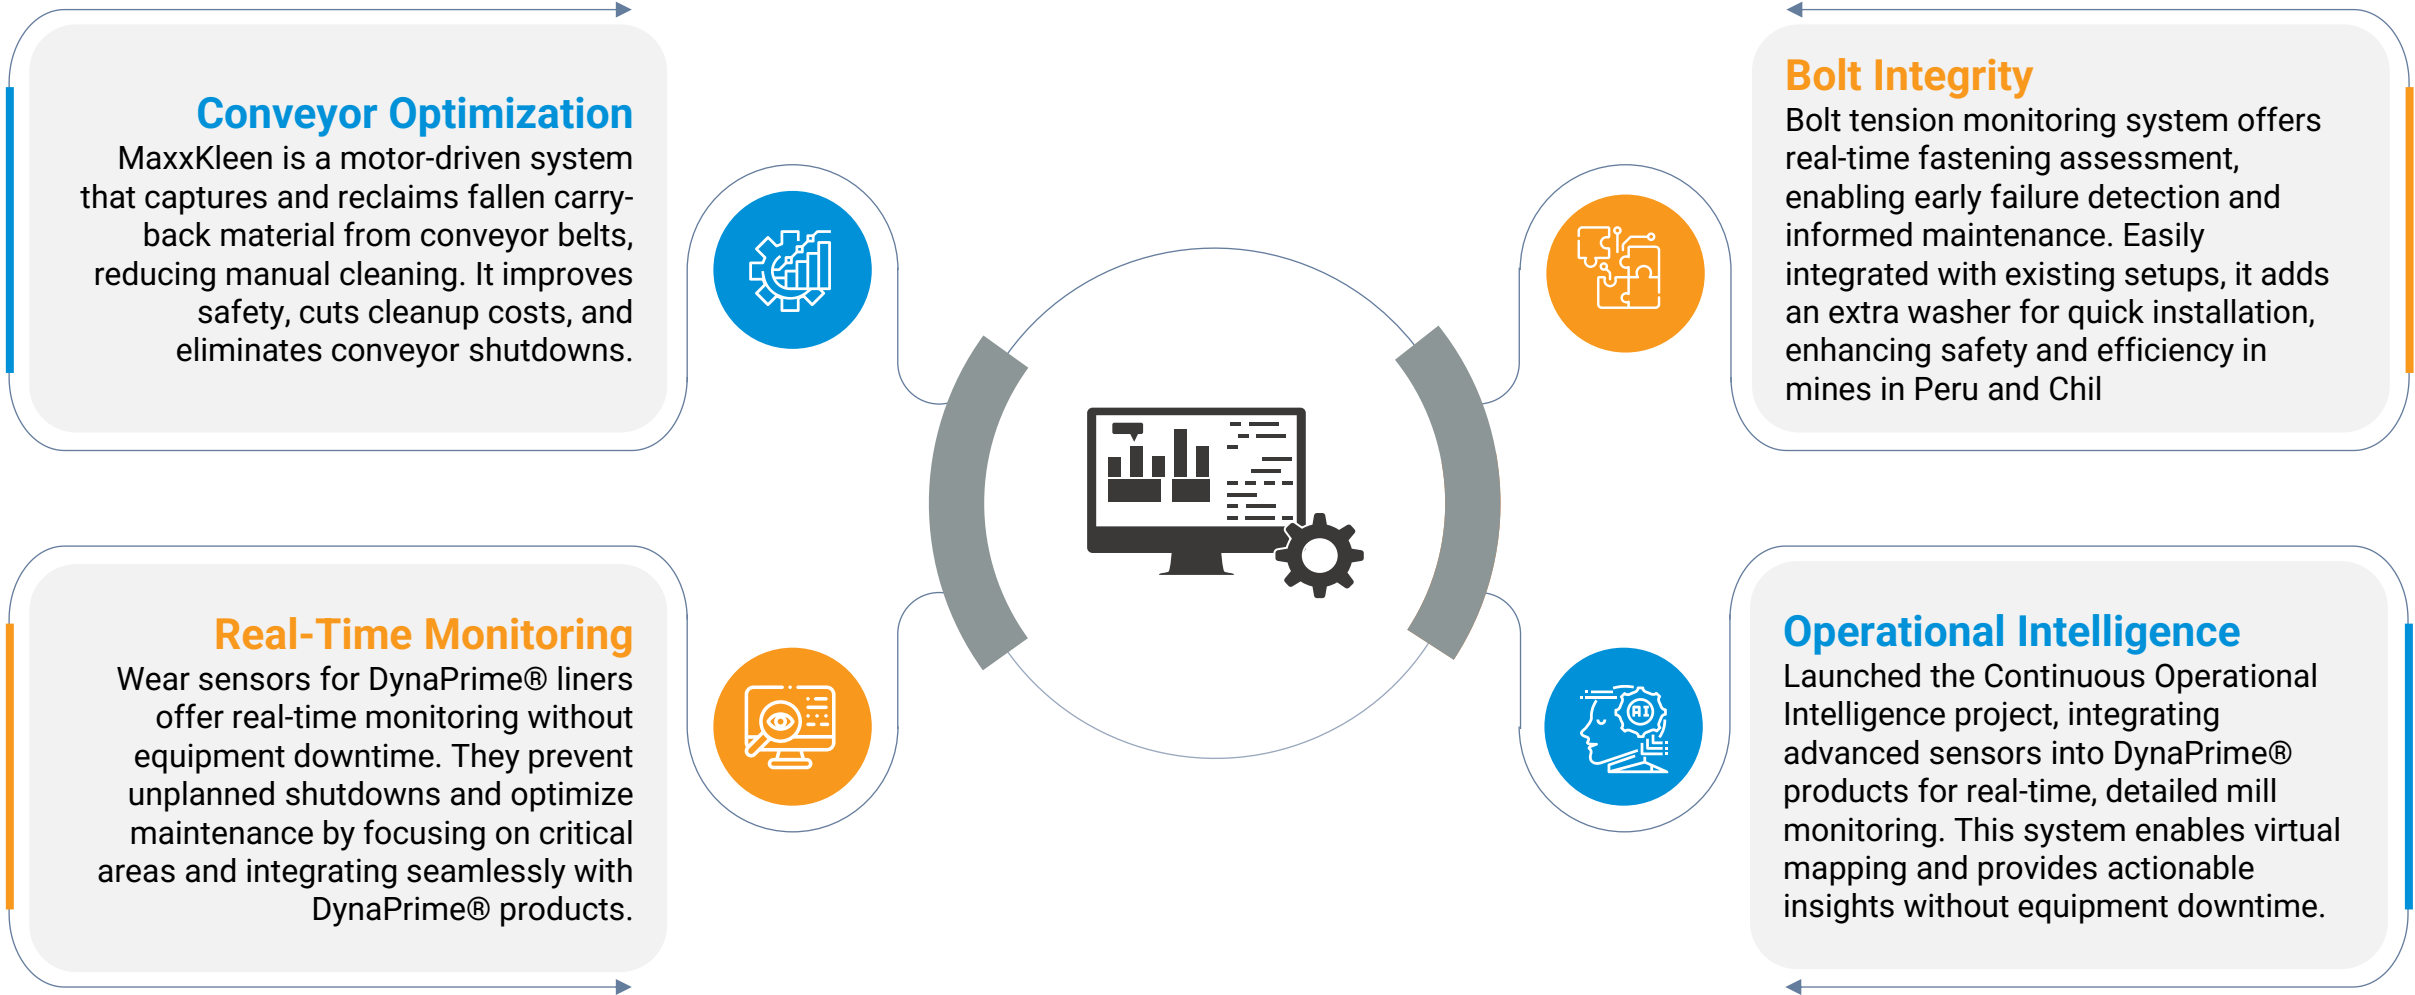 Conveyor Optimization
MaxxKleen is a motor-driven system
that captures and reclaims fallen carry-
back material from conveyor belts,
reducing manual cleaning. It improves
safety, cuts cleanup costs, and
eliminates conveyor shutdowns.
Bolt Integrity
Bolt tension monitoring system offers
real-time fastening assessment,
enabling early failure detection and
informed maintenance. Easily
integrated with existing setups, it adds
an extra washer for quick installation,
enhancing safety and efficiency in
mines in Peru and Chil
Real-Time Monitoring
Wear sensors for DynaPrime® liners
offer real-time monitoring without
equipment downtime. They prevent
unplanned shutdowns and optimize
maintenance by focusing on critical
areas and integrating seamlessly with
DynaPrime® products.
Operational Intelligence
Launched the Continuous Operational
Intelligence project, integrating
advanced sensors into DynaPrime®
products for real-time, detailed mill
monitoring. This system enables virtual
mapping and provides actionable
insights without equipment downtime.
AI